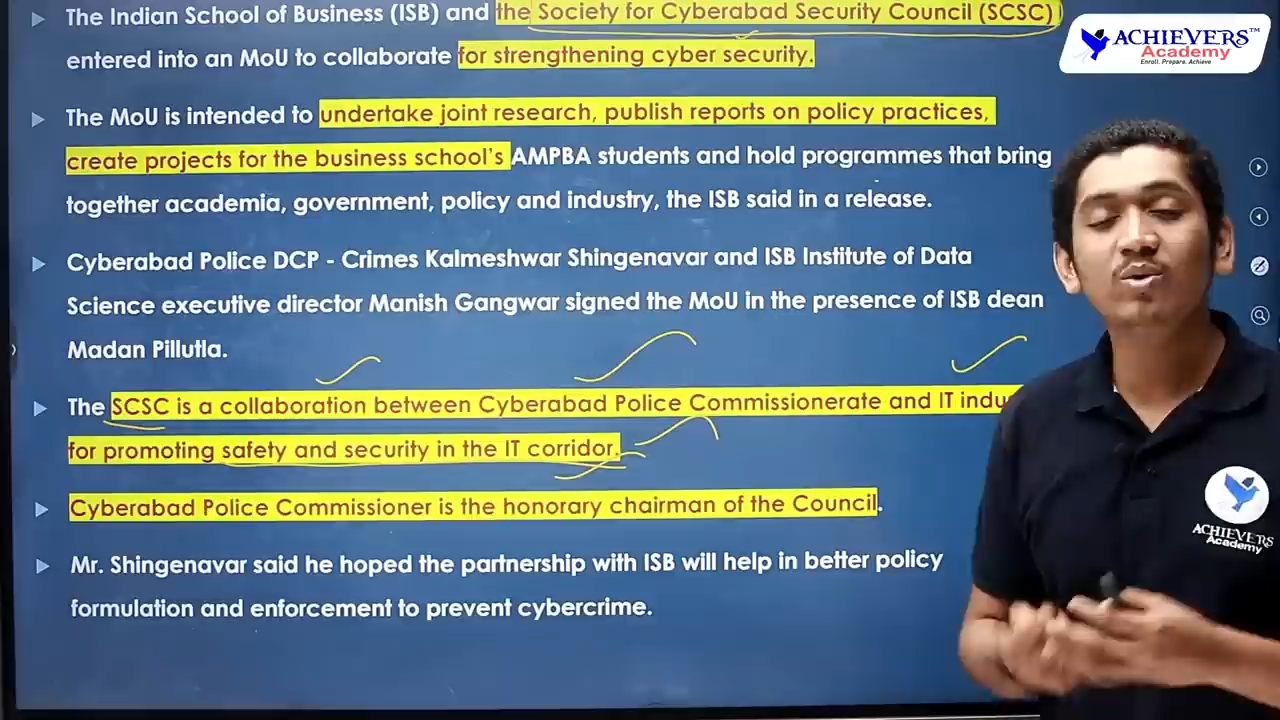 The Indian School of Business (ISB) and the Society for Cyberabad Security Council (SCSC)
entered into an MoU to collaborate for strengthening cyber security.
The MoU is intended to undertake joint research, publish reports on policy practices,
create projects for the business school's AMPBA students and hold programmes that bring
together academia, government, policy and industry, the ISB said in a release.
Cyberabad Police DCP - Crimes Kalmeshwar Shingenavar and ISB Institute of Data
Science executive director Manish Gangwar signed the MoU in the presence of ISB dean
Madan Pillutla.
The SCSC is a collaboration between Cyberabad Police Commissionerate and IT
for promoting safety and security in the IT corridor.
Cyberabad Police Commissioner is the honorary chairman of the Council.
Mr. Shingenavar said he hoped the partnership with ISB will help in better policy
formulation and enforcement to prevent cybercrime.
ACHIEVERS™
Academy
Enroll. Prepare. Achieve
ACHIEVERS
Academy